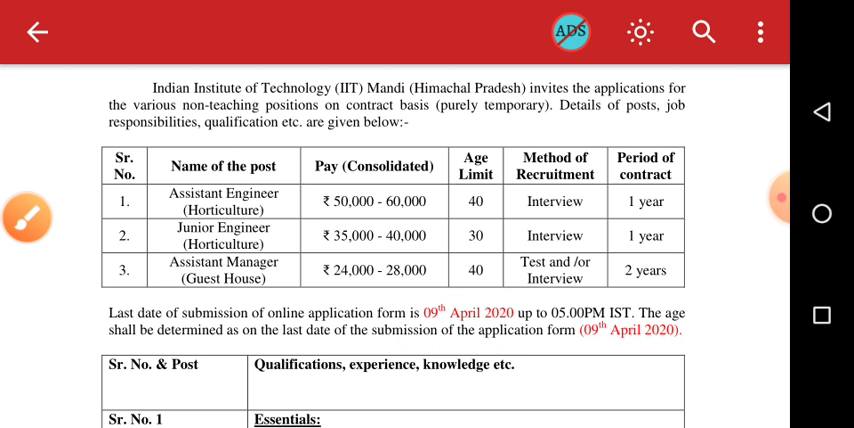 ADS
Indian Institute of Technology (IIT) Mandi (Himachal Pradesh) invites the applications for
the various non-teaching positions on contract basis (purely temporary). Details of posts, job
responsibilities, qualification etc. are given below:-
Sr. No. Name of the post Pay (Consolidated) Age Limit Method of Recruitment Period of contract
1. Assistant Engineer (Horticulture) ₹ 50,000 - 60,000 40 Interview 1 year
2. Junior Engineer (Horticulture) ₹ 35,000 - 40,000 30 Interview 1 year
3. Assistant Manager (Guest House) ₹ 24,000 - 28,000 40 Test and /or Interview 2 years
Last date of submission of online application form is 09th April 2020 up to 05.00PM IST. The age
shall be determined as on the last date of the submission of the application form (09th April 2020).
Sr. No. & Post Qualifications, experience, knowledge etc.
Sr. No. 1 Essentials: